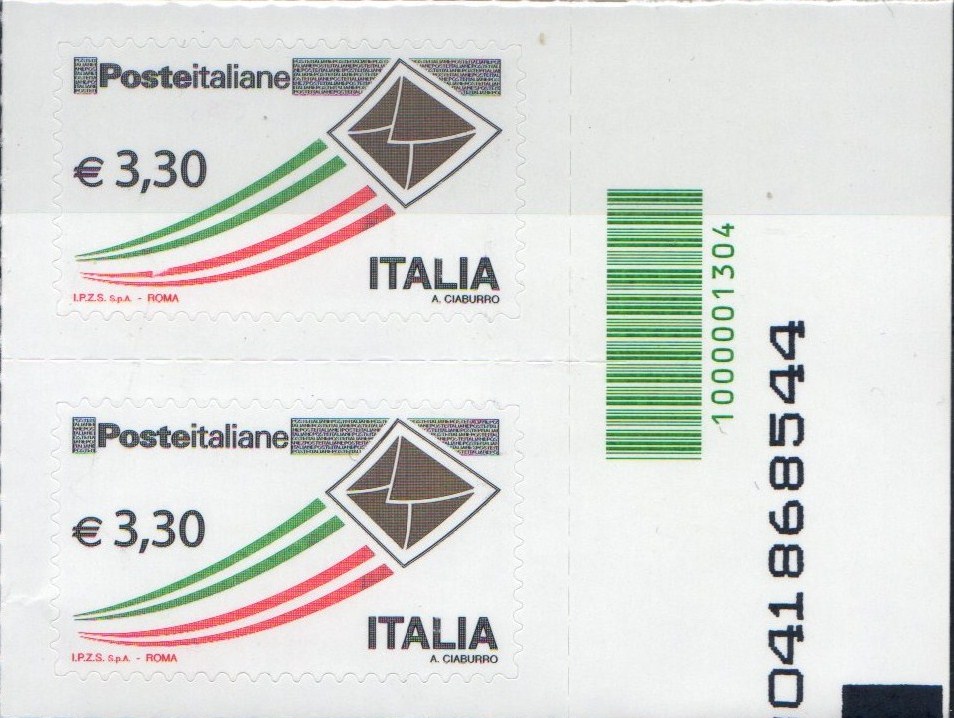 Posteitaliane
€ 3,30
ITALIA
I.P.Z.S. S.p.A. - ROMA
A. CIABURRO
Posteitaliane
€ 3,30
ITALIA
I.P.Z.S. S.p.A. - ROMA
A. CIABURRO
1000001304
041868544